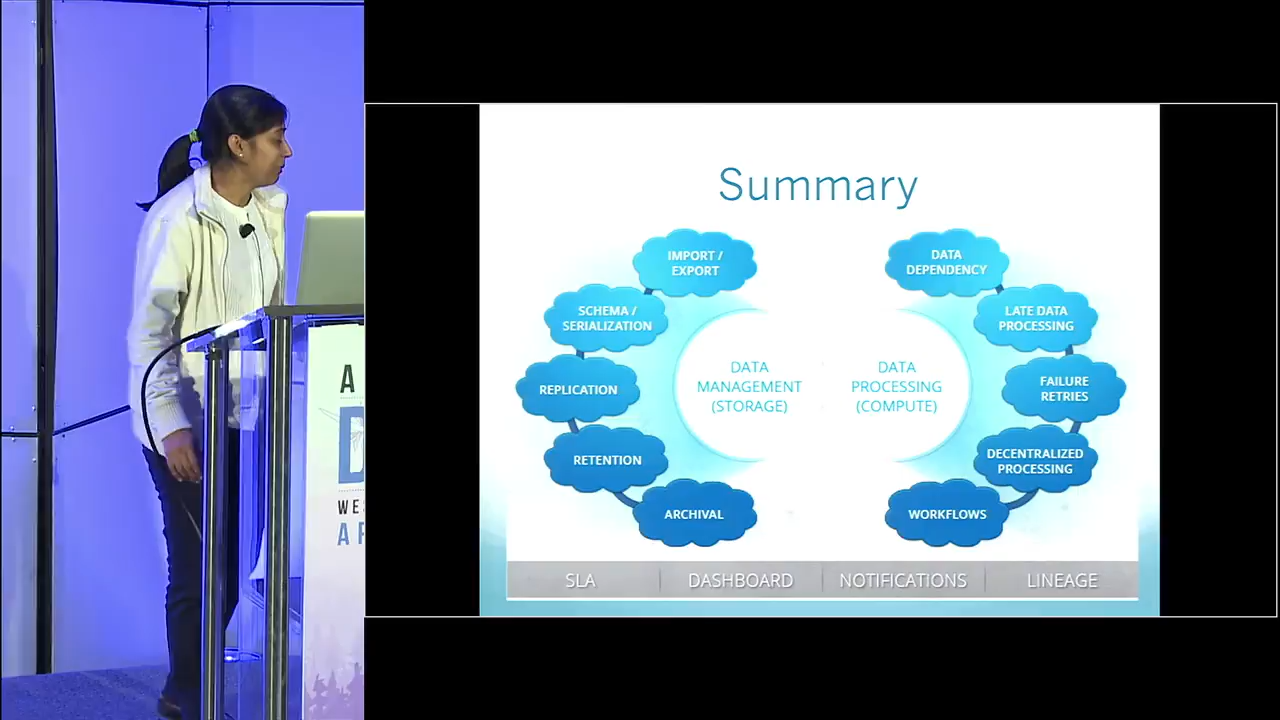 Summary
IMPORT /
EXPORT
SCHEMA /
SERIALIZATION
REPLICATION
RETENTION
ARCHIVAL
DATA
MANAGEMENT
(STORAGE)
DATA
PROCESSING
(COMPUTE)
DATA
DEPENDENCY
LATE DATA
PROCESSING
FAILURE
RETRIES
DECENTRALIZED
PROCESSING
WORKFLOWS
SLA
DASHBOARD
NOTIFICATIONS
LINEAGE